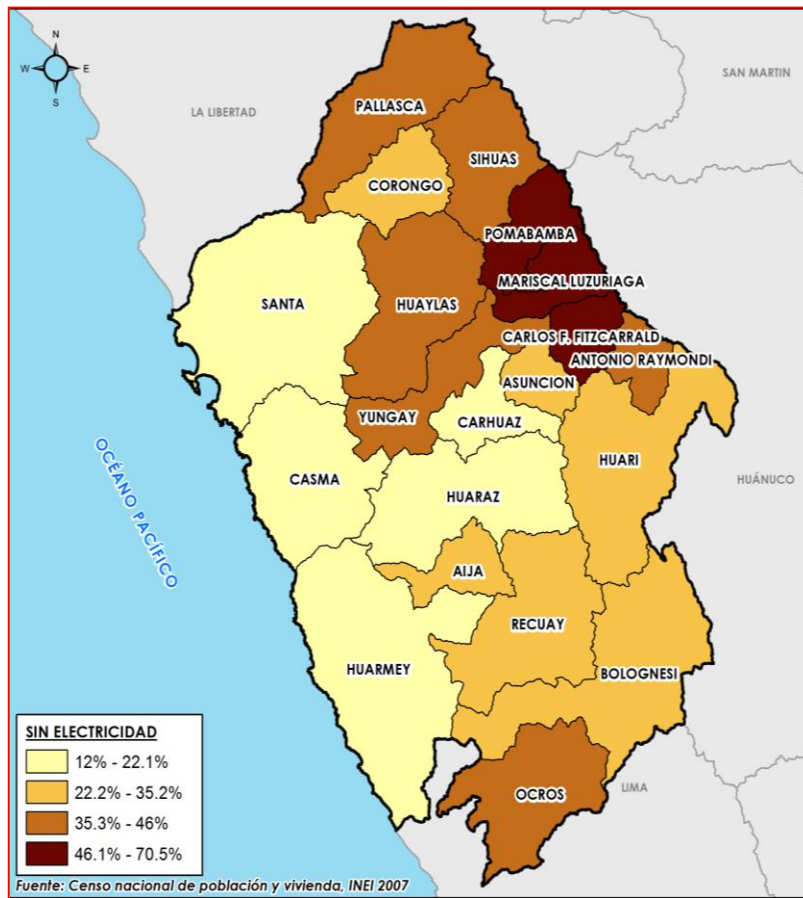 N
W E
S
SAN MARTIN
PALLASCA
LA LIBERTAD
SIHUAS
CORONGO
POMABAMBA
MARISCAL LUZURIAGA
SANTA
HUAYLAS
CARLOS F. FITZCARRALD
ANTONIO RAYMONDI
ASUNCION
YUNGAY
CARHUAZ
HUARI
CASMA
HUÁNUCO
HUARAZ
OCÉANO PACÍFICO
AIJA
RECUAY
HUARMEY
BOLOGNESI
SIN ELECTRICIDAD
12% - 22.1%
22.2% - 35.2%
35.3% - 46%
46.1% - 70.5%
OCROS
LIMA
Fuente: Censo nacional de población y vivienda, INEI 2007